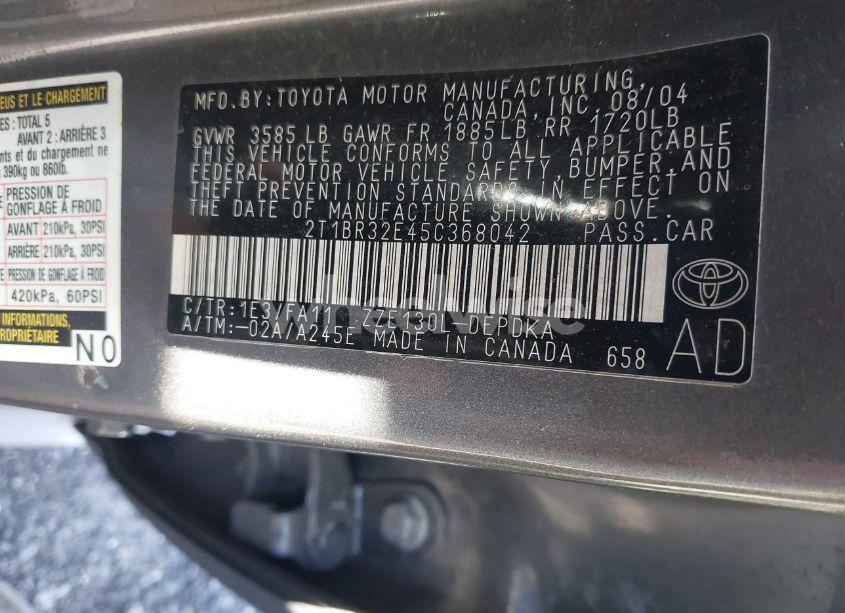 EUS ET LE CHARGEMENT
ES: TOTAL 5
AVANT 2 : ARRIÈRE 3
nts et du chargement ne
390kg ou 860lb.
PRESSION DE
GONFLAGE À FROID
AVANT 210kPa, 30PSI
ARRIÈRE 210kPa, 30PSI
PRESSION DE GONFLAGE À FROID
420kPa, 60PSI
INFORMATIONS
PROPRIÉTAIRE
N0
MFD.BY:TOYOTA MOTOR MANUFACTURING,
CANADA, INC. 08/04
GVWR 3585 LB GAWR FR 1885LB, RR 1720LB
THIS VEHICLE CONFORMS TO ALL APPLICABLE
FEDERAL MOTOR VEHICLE SAFETY,BUMPER,AND
THEFT PREVENTION STANDARDS IN EFFECT ON
THE DATE OF MANUFACTURE SHOWN ABOVE.
2T1BR32E45C368042 PASS.CAR
C/TR:1E3/FA11 ZZE130L-DEPDKA
A/TM:-02A/A245E MADE IN CANADA 658
AD